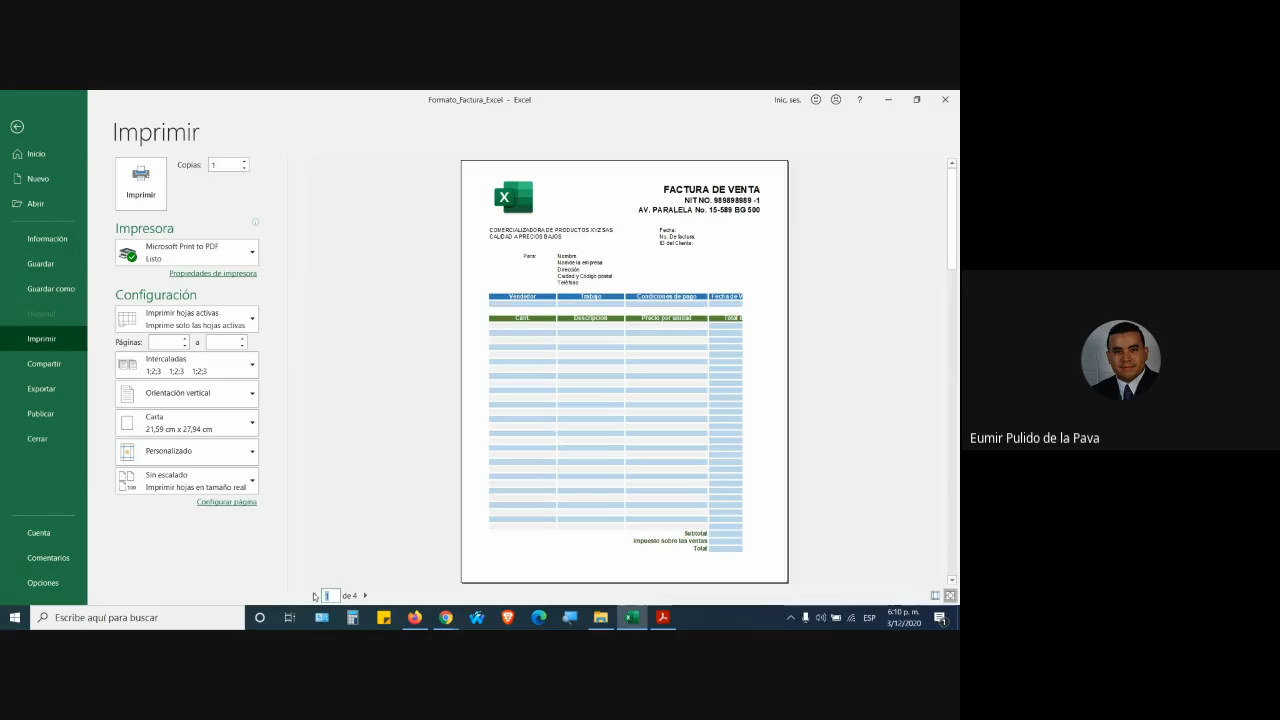 Formato_Factura_Excel - Excel
Inic, ses.
?
Imprimir
Inicio
Nuevo
Abrir
Información
Guardar
Guardar como
Historial
Imprimir
Compartir
Exportar
Publicar
Cerrar
Cuenta
Comentarios
Opciones
Imprimir
Copias: 1
Impresora
Microsoft Print to PDF
Listo
Propiedades de impresora
Configuración
Imprimir hojas activas
Imprime solo las hojas activas
Páginas: a
Intercaladas
1;2;3 1;2;3 1;2;3
Orientación vertical
Carta
21,59 cm x 27,94 cm
Personalizado
Sin escalado
Imprimir hojas en tamaño real
100
Configurar página
X
FACTURA DE VENTA
NIT NO. 989898989 -1
AV. PARALELA No. 15-589 BG 500
COMERCIALIZADORA DE PRODUCTOS XYZ SAS
CALIDAD A PRECIOS BAJOS
Fecha:
No. De factura:
ID del Cliente:
Para:
Nombre
Nomde la empresa
Dirección
Ciudad y Código postal
Teléfono
Vendedor Trabajo Condiciones de pago Fecha de V
Cant. Descripción Precio por unidad Total
Subtotal
Impuesto sobre las ventas
Total
1 de 4
Escribe aquí para buscar
ESP
6:10 p. m.
3/12/2020
1
Eumir Pulido de la Pava